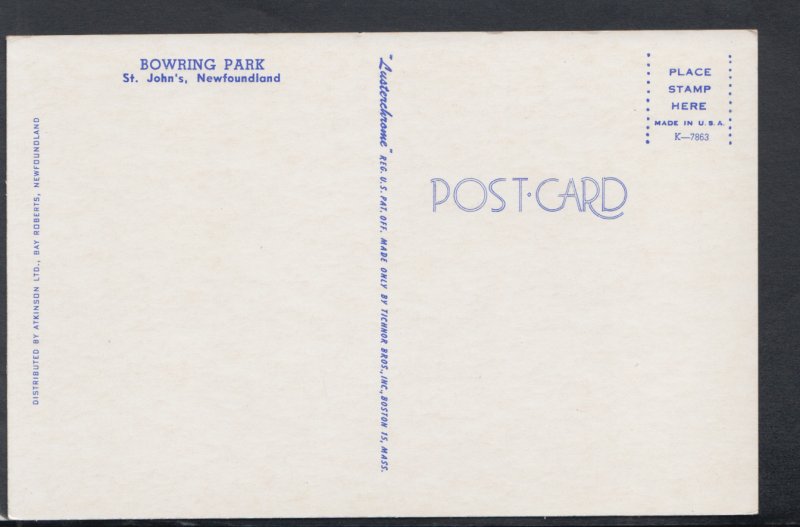 BOWRING PARK
St. John's, Newfoundland
DISTRIBUTED BY ATKINSON LTD., BAY ROBERTS, NEWFOUNDLAND
"Lusterchrome" REG. U.S. PAT. OFF. MADE ONLY BY TICHNOR BROS., INC., BOSTON 15, MASS.
POST·CARD
PLACE
STAMP
HERE
MADE IN U.S.A.
K—7863